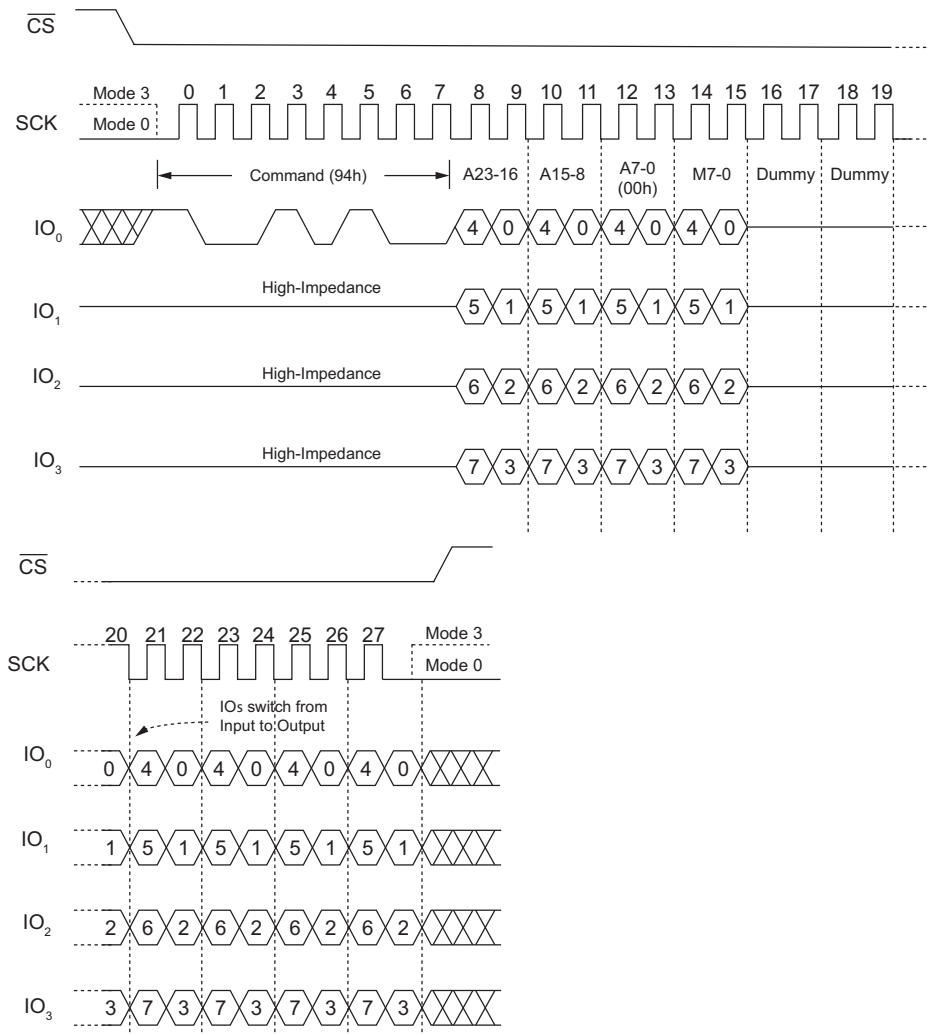 CS
Mode 3 0 1 2 3 4 5 6 7 8 9 10 11 12 13 14 15 16 17 18 19
SCK Mode 0
Command (94h) A23-16 A15-8 A7-0 M7-0 Dummy Dummy
(00h)
IO0 4 0 4 0 4 0 4 0
High-Impedance
IO1 5 1 5 1 5 1 5 1
High-Impedance
IO2 6 2 6 2 6 2 6 2
High-Impedance
IO3 7 3 7 3 7 3 7 3
CS
20 21 22 23 24 25 26 27 Mode 3
SCK Mode 0
IOs switch from
Input to Output
IO0 0 4 0 4 0 4 0 4 0
IO1 1 5 1 5 1 5 1 5 1
IO2 2 6 2 6 2 6 2 6 2
IO3 3 7 3 7 3 7 3 7 3